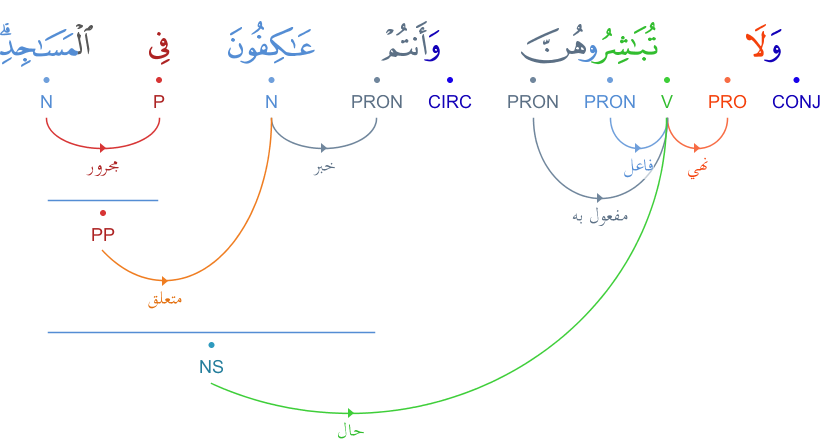 وَلَا تُبَـٰشِرُوهُنَّ وَأَنتُمْ عَـٰكِفُونَ فِى ٱلْمَسَـٰجِدِ ۗ
CONJ PRO V PRON PRON CIRC PRON N P N
نهي فاعل خبر مجرور
مفعول به
PP
متعلق
NS
حال